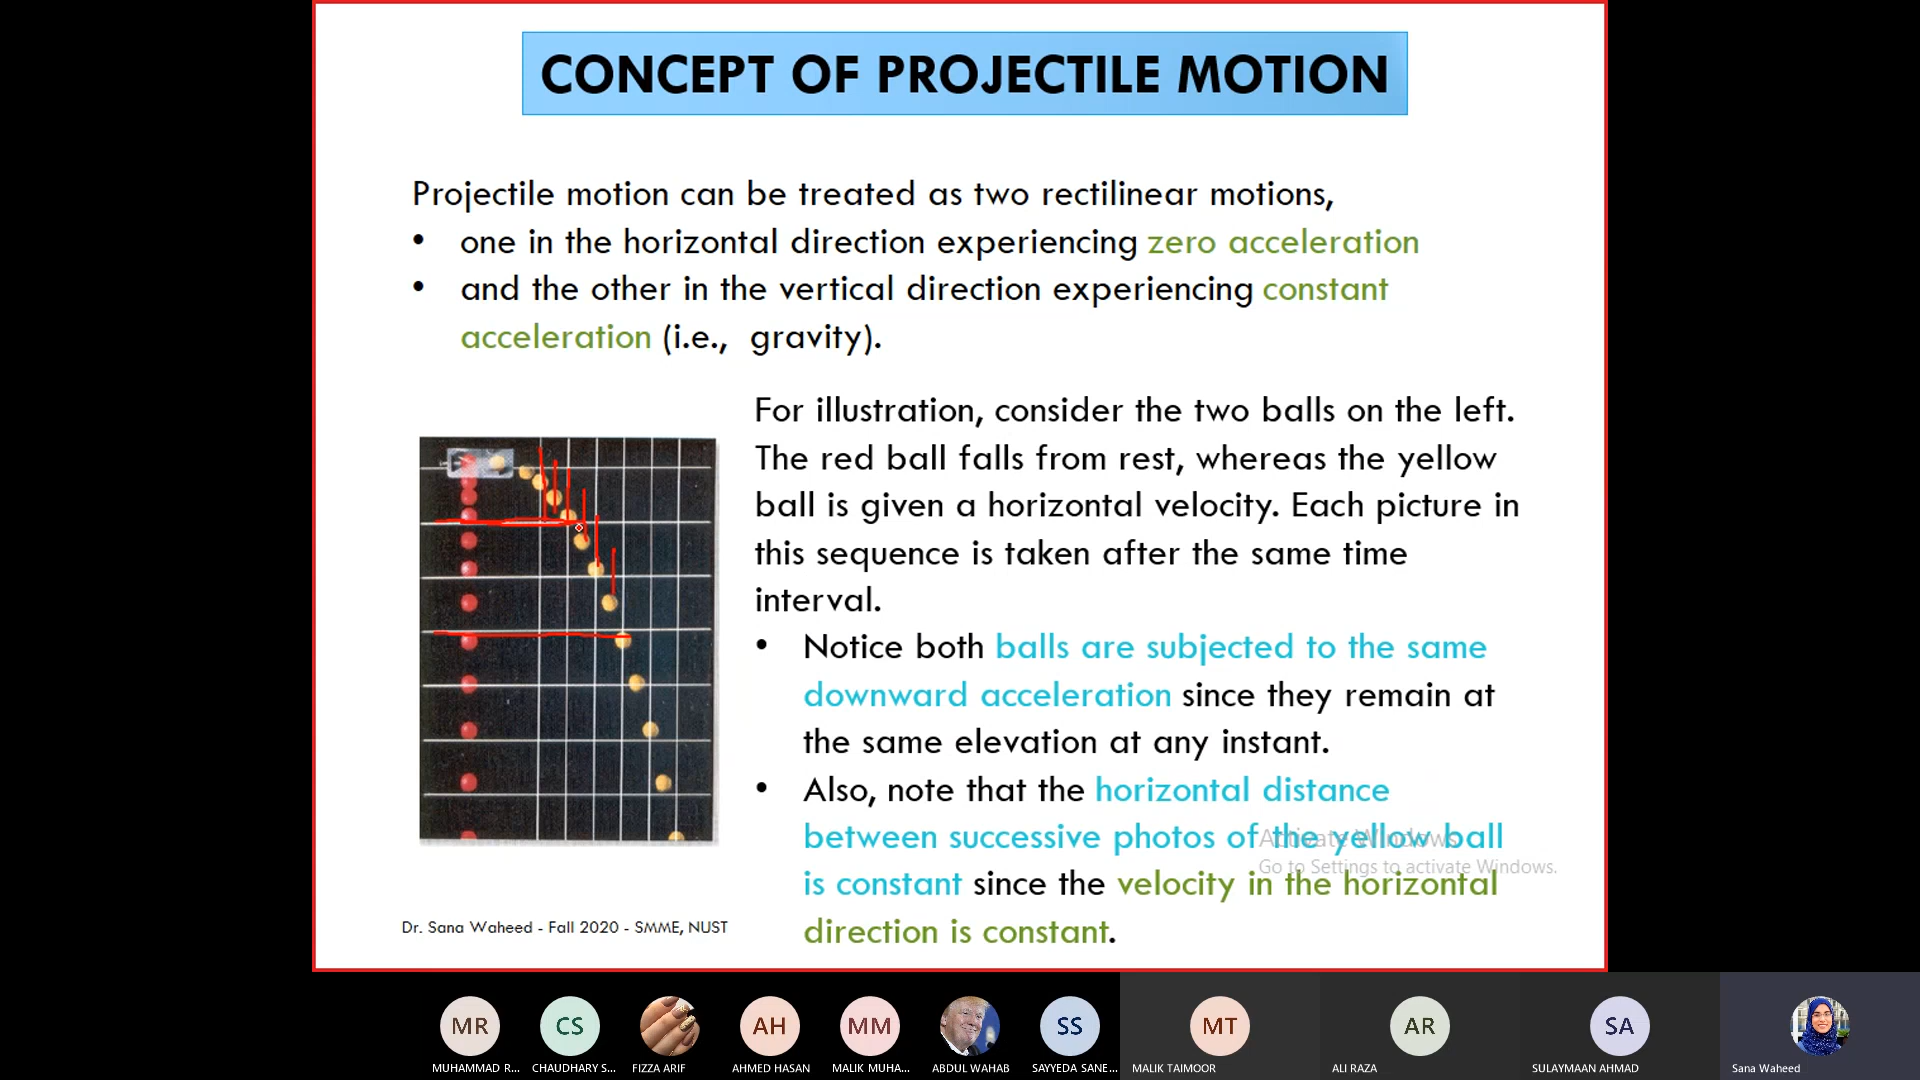 CONCEPT OF PROJECTILE MOTION
Projectile motion can be treated as two rectilinear motions,
• one in the horizontal direction experiencing zero acceleration
• and the other in the vertical direction experiencing constant
acceleration (i.e., gravity).
For illustration, consider the two balls on the left.
The red ball falls from rest, whereas the yellow
ball is given a horizontal velocity. Each picture in
this sequence is taken after the same time
interval.
• Notice both balls are subjected to the same
downward acceleration since they remain at
the same elevation at any instant.
• Also, note that the horizontal distance
between successive photos of the yellow ball
is constant since the velocity in the horizontal
direction is constant.
Activate Windows
Go to Settings to activate Windows.
Dr. Sana Waheed - Fall 2020 - SMME, NUST
MR CS AH MM SS MT AR SA
MUHAMMAD R... CHAUDHARY S... FIZZA ARIF AHMED HASAN MALIK MUHA... ABDUL WAHAB SAYYEDA SANE... MALIK TAIMOOR ALI RAZA SULAYMAAN AHMAD Sana Waheed